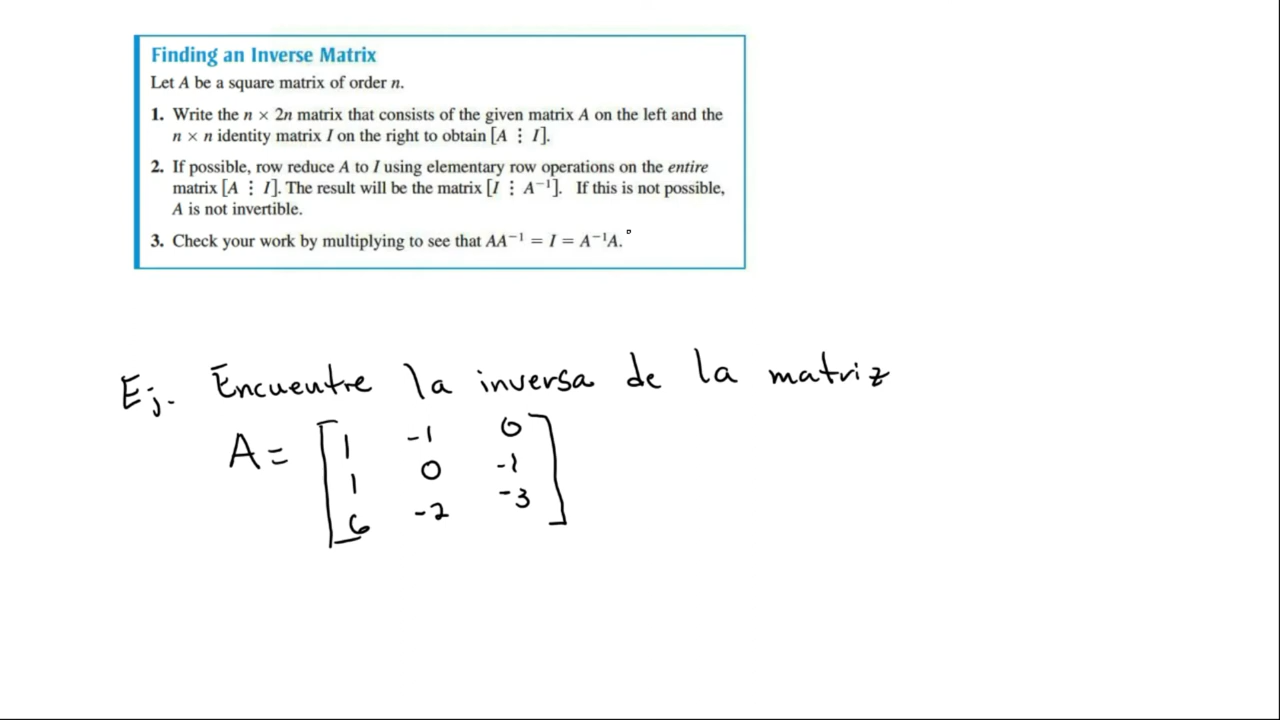 Finding an Inverse Matrix
Let A be a square matrix of order n.
1. Write the n × 2n matrix that consists of the given matrix A on the left and the
n × n identity matrix I on the right to obtain [A ⋮ I].
2. If possible, row reduce A to I using elementary row operations on the entire
matrix [A ⋮ I]. The result will be the matrix [I ⋮ A⁻¹]. If this is not possible,
A is not invertible.
3. Check your work by multiplying to see that AA⁻¹ = I = A⁻¹A.
Ej. Encuentre la inversa de la matriz
A = [1 -1 0
1 0 -1
6 -2 -3]